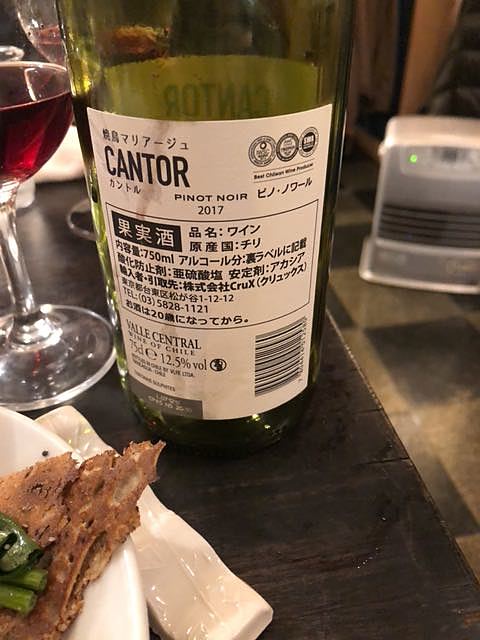 焼鳥マリアージュ
CANTOR
カントル
PINOT NOIR ピノ・ノワール
2017
Best Chilean Wine Producer
果実酒
品名:ワイン
原産国:チリ
内容量:750ml アルコール分:裏ラベルに記載
酸化防止剤:亜硫酸塩 安定剤:アカシア
輸入者・引取先:株式会社CruX(クリュックス)
東京都台東区松が谷1-12-12
TEL:(03)5828-1121
お酒は20歳になってから。
VALLE CENTRAL
WINE OF CHILE
75cl e 12.5% vol
CONTAINS SULPHITES